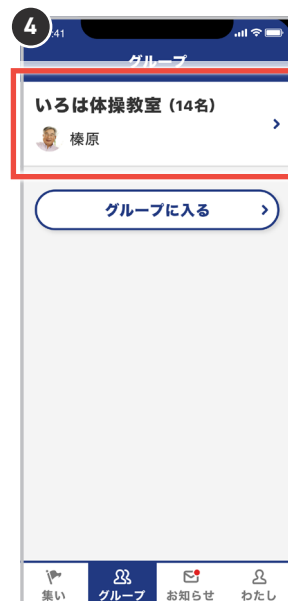 4
:41
グループ
いろは体操教室（14名）
榛原
グループに入る
集い
グループ
お知らせ
わたし